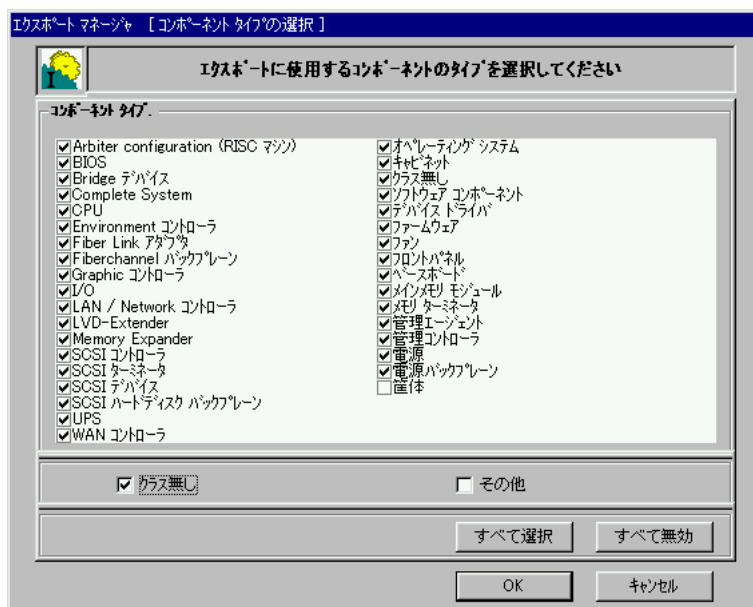 ｴｸｽﾎﾟｰﾄ ﾏﾈｰｼﾞｬ ［ｺﾝﾎﾟｰﾈﾝﾄ ﾀｲﾌﾟの選択］
ｴｸｽﾎﾟｰﾄに使用するｺﾝﾎﾟｰﾈﾝﾄのﾀｲﾌﾟを選択してください
ｺﾝﾎﾟｰﾈﾝﾄ ﾀｲﾌﾟ.
Arbiter configuration (RISC ﾏｼﾝ)
BIOS
Bridge ﾃﾞﾊﾞｲｽ
Complete System
CPU
Environment ｺﾝﾄﾛｰﾗ
Fiber Link ｱﾀﾞﾌﾟﾀ
Fiberchannel ﾊﾞｯｸﾌﾟﾚｰﾝ
Graphic ｺﾝﾄﾛｰﾗ
I/O
LAN / Network ｺﾝﾄﾛｰﾗ
LVD-Extender
Memory Expander
SCSI ｺﾝﾄﾛｰﾗ
SCSI ﾀｰﾐﾈｰﾀ
SCSI ﾃﾞﾊﾞｲｽ
SCSI ﾊｰﾄﾞﾃﾞｨｽｸ ﾊﾞｯｸﾌﾟﾚｰﾝ
UPS
WAN ｺﾝﾄﾛｰﾗ
ｵﾍﾟﾚｰﾃｨﾝｸﾞ ｼｽﾃﾑ
ｷｬﾋﾞﾈｯﾄ
ｸﾗｽ無し
ｿﾌﾄｳｪｱ ｺﾝﾎﾟｰﾈﾝﾄ
ﾃﾞﾊﾞｲｽ ﾄﾞﾗｲﾊﾞ
ﾌｧｰﾑｳｪｱ
ﾌｧﾝ
ﾌﾛﾝﾄﾊﾟﾈﾙ
ﾍﾞｰｽﾎﾞｰﾄﾞ
ﾒｲﾝﾒﾓﾘ ﾓｼﾞｭｰﾙ
ﾒﾓﾘ ﾀｰﾐﾈｰﾀ
管理ｴｰｼﾞｪﾝﾄ
管理ｺﾝﾄﾛｰﾗ
電源
電源ﾊﾞｯｸﾌﾟﾚｰﾝ
筐体
ｸﾗｽ無し
その他
すべて選択
すべて無効
OK
ｷｬﾝｾﾙ